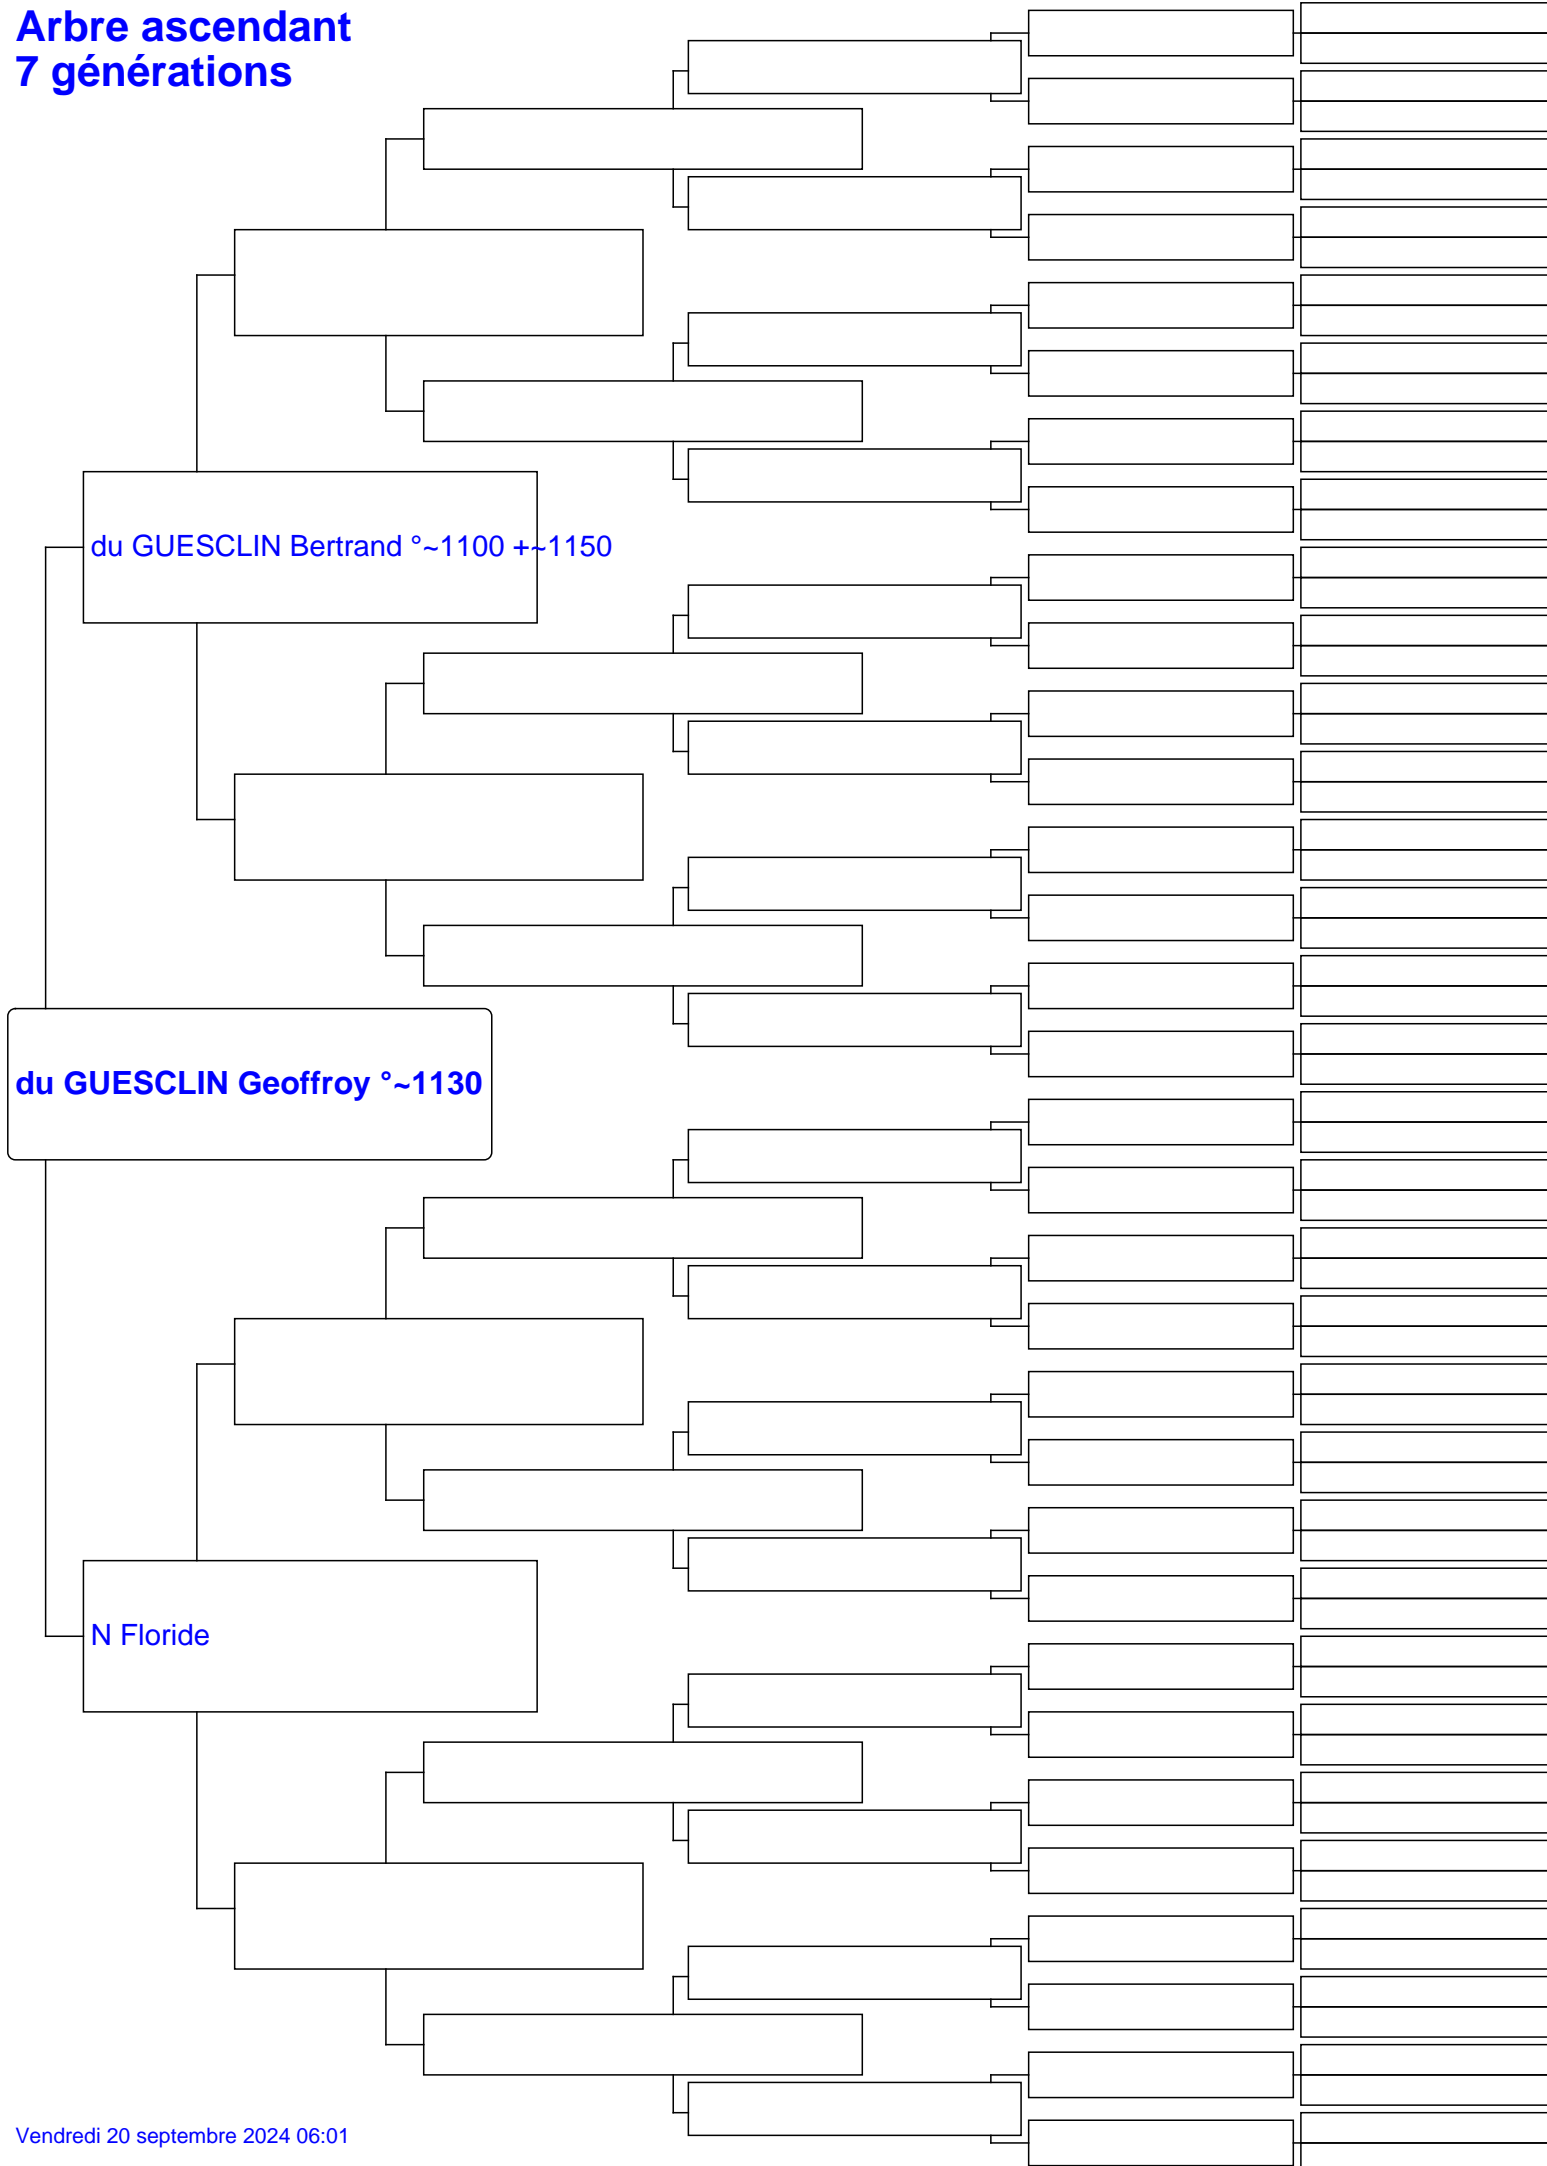 Arbre ascendant
7 générations
du GUESCLIN Bertrand °~1100 +~1150
du GUESCLIN Geoffroy °~1130
N Floride
Vendredi 20 septembre 2024 06:01